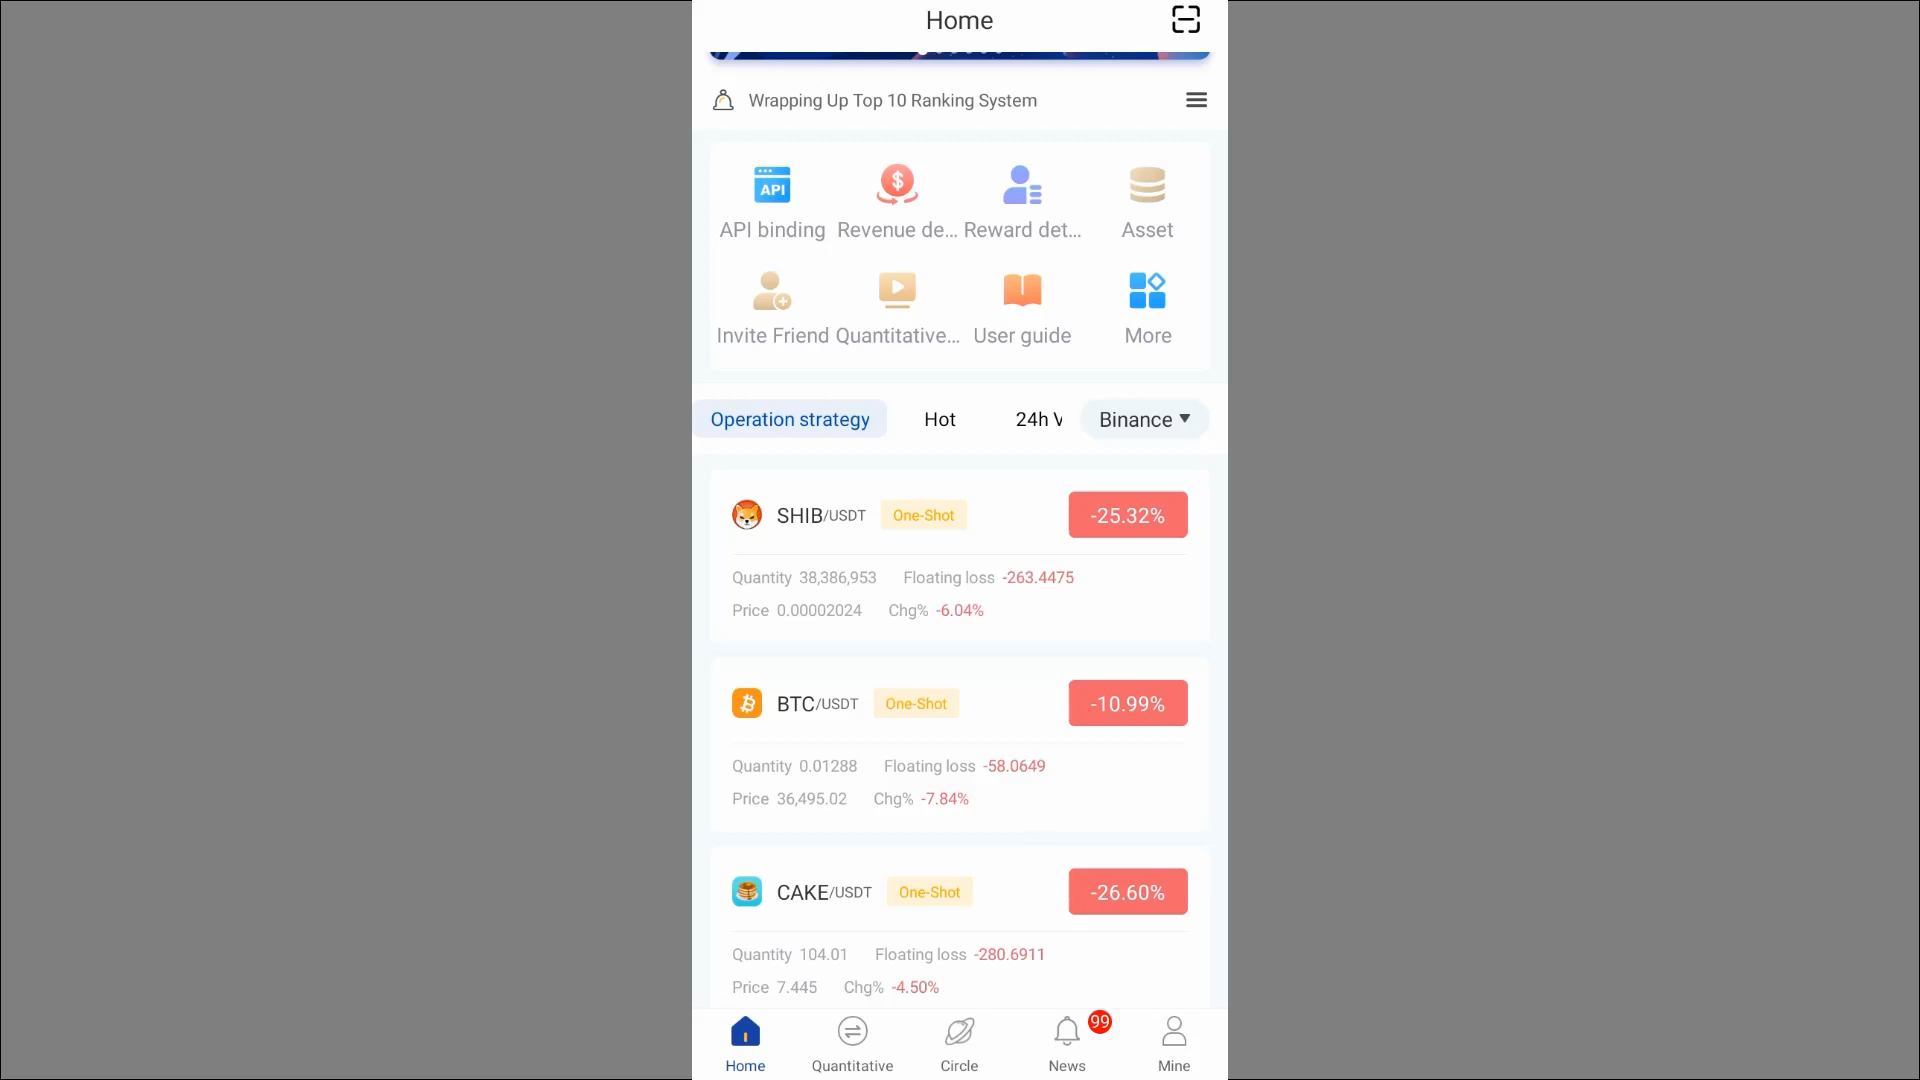 Home
Wrapping Up Top 10 Ranking System
API
$
API binding Revenue de... Reward det... Asset
Invite Friend Quantitative... User guide More
Operation strategy Hot 24h V Binance
SHIB/USDT One-Shot -25.32%
Quantity 38,386,953 Floating loss -263.4475
Price 0.00002024 Chg% -6.04%
BTC/USDT One-Shot -10.99%
Quantity 0.01288 Floating loss -58.0649
Price 36,495.02 Chg% -7.84%
CAKE/USDT One-Shot -26.60%
Quantity 104.01 Floating loss -280.6911
Price 7.445 Chg% -4.50%
99
Home Quantitative Circle News Mine